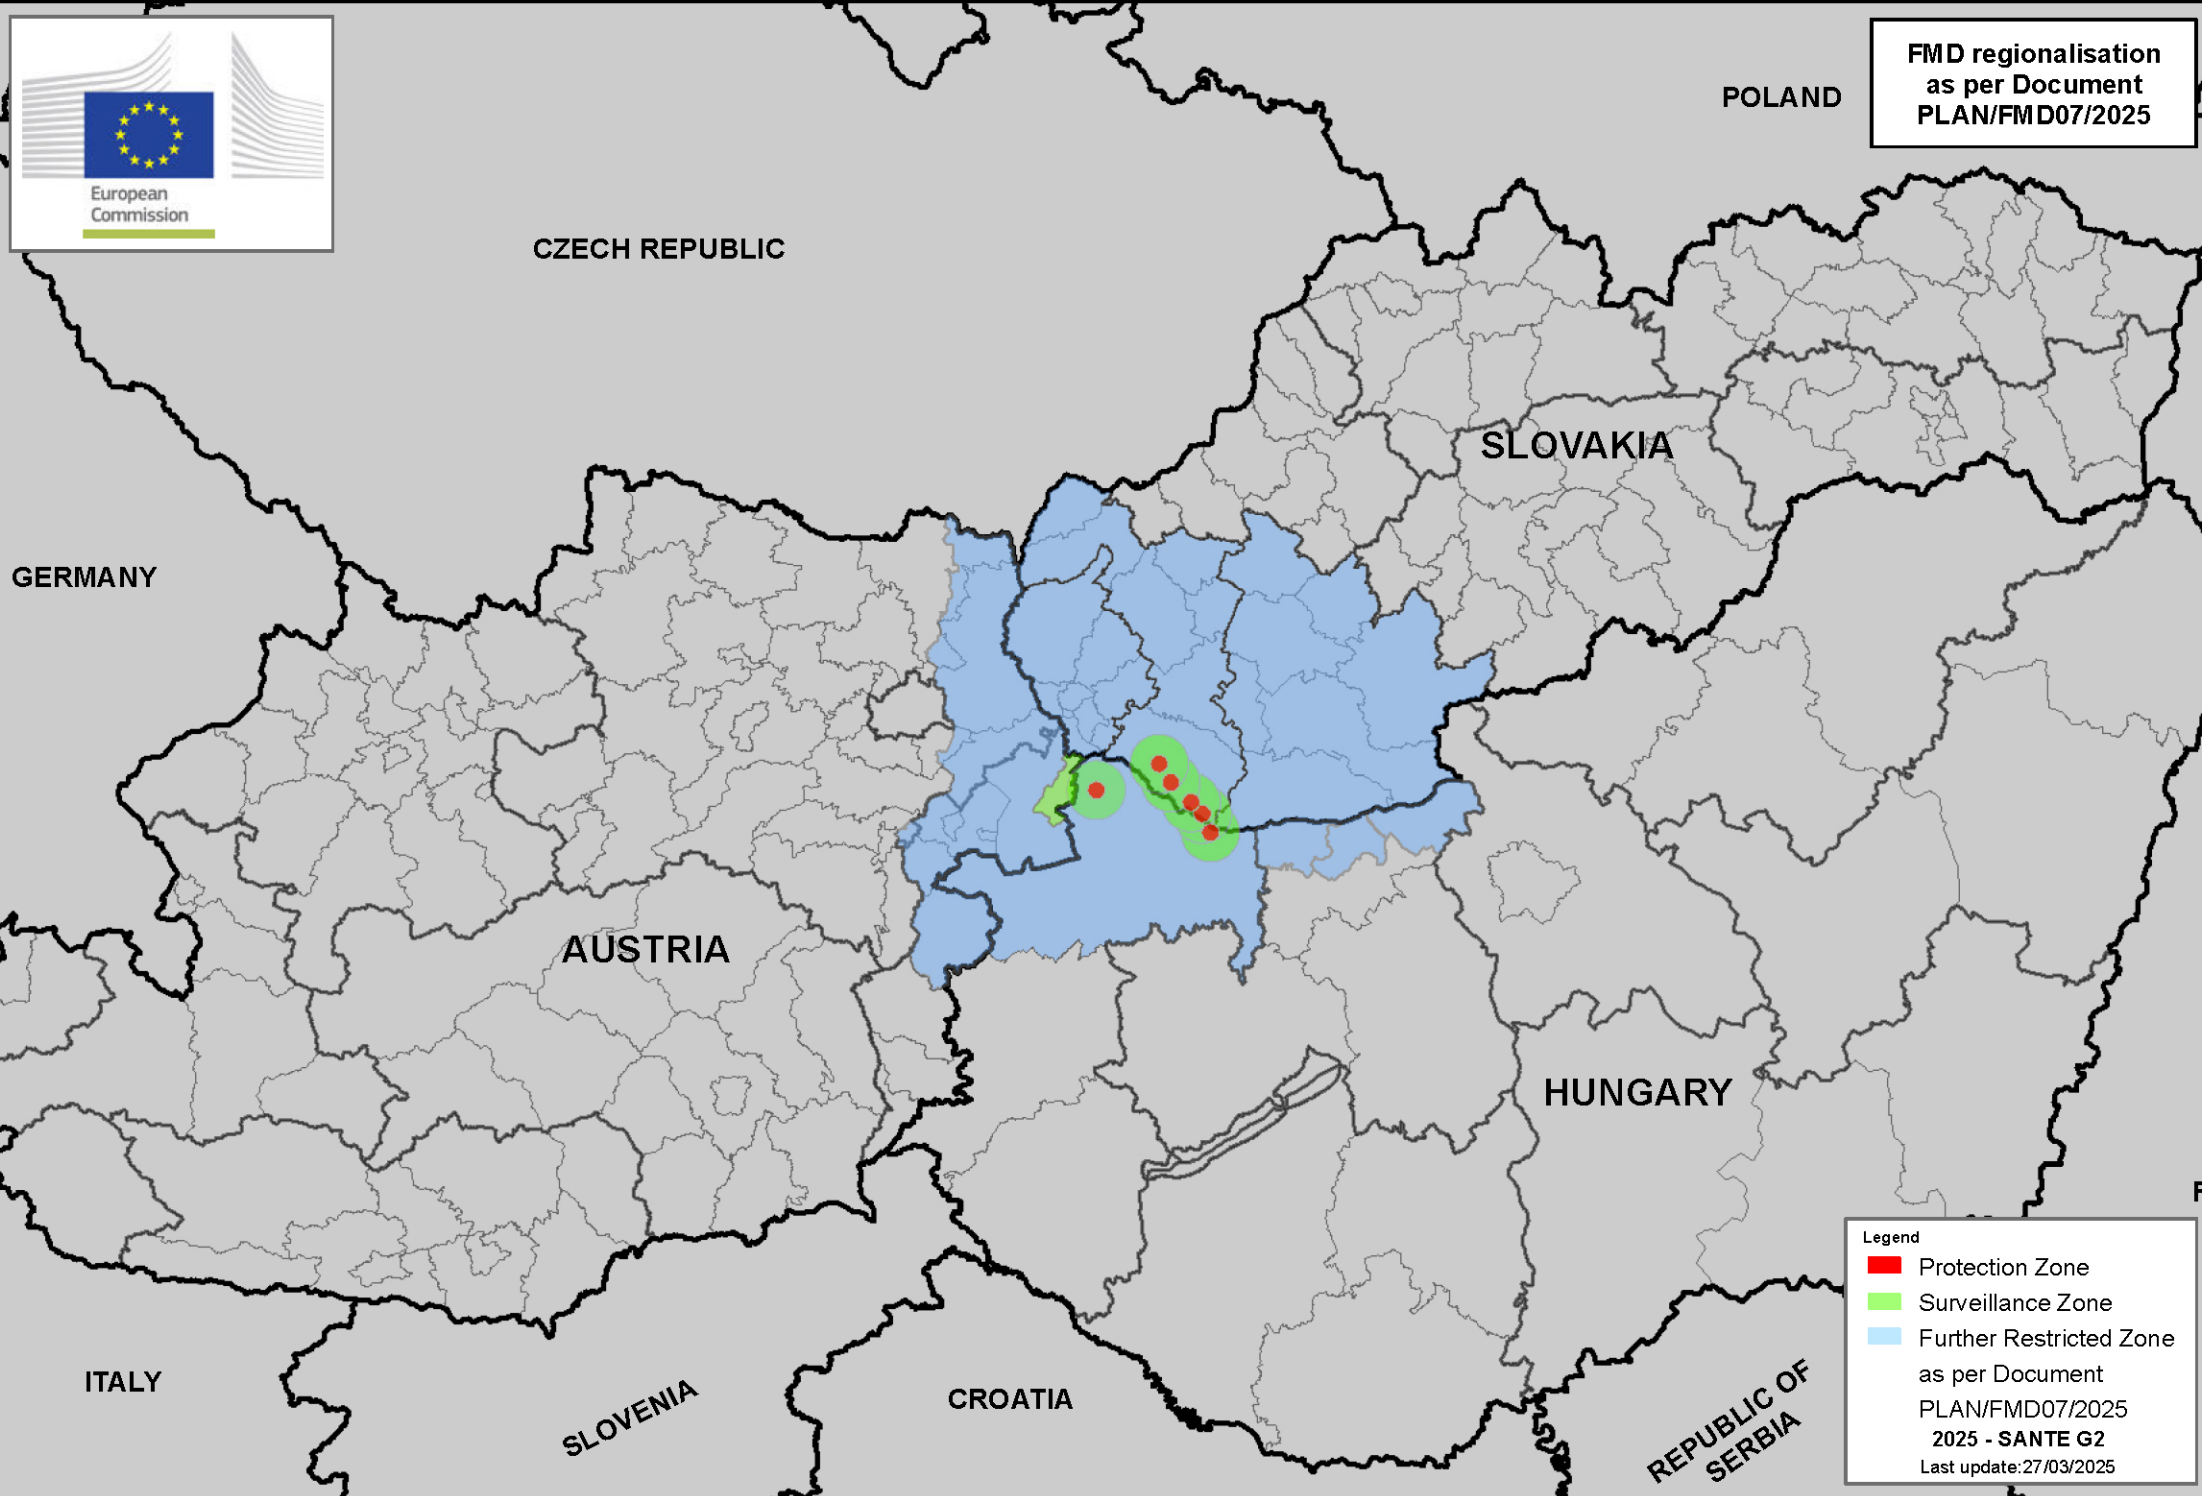 European
Commission
FMD regionalisation
as per Document
PLAN/FMD07/2025
POLAND
CZECH REPUBLIC
SLOVAKIA
GERMANY
AUSTRIA
HUNGARY
ITALY
SLOVENIA
CROATIA
REPUBLIC OF
SERBIA
Legend
Protection Zone
Surveillance Zone
Further Restricted Zone
as per Document
PLAN/FMD07/2025
2025 - SANTE G2
Last update:27/03/2025